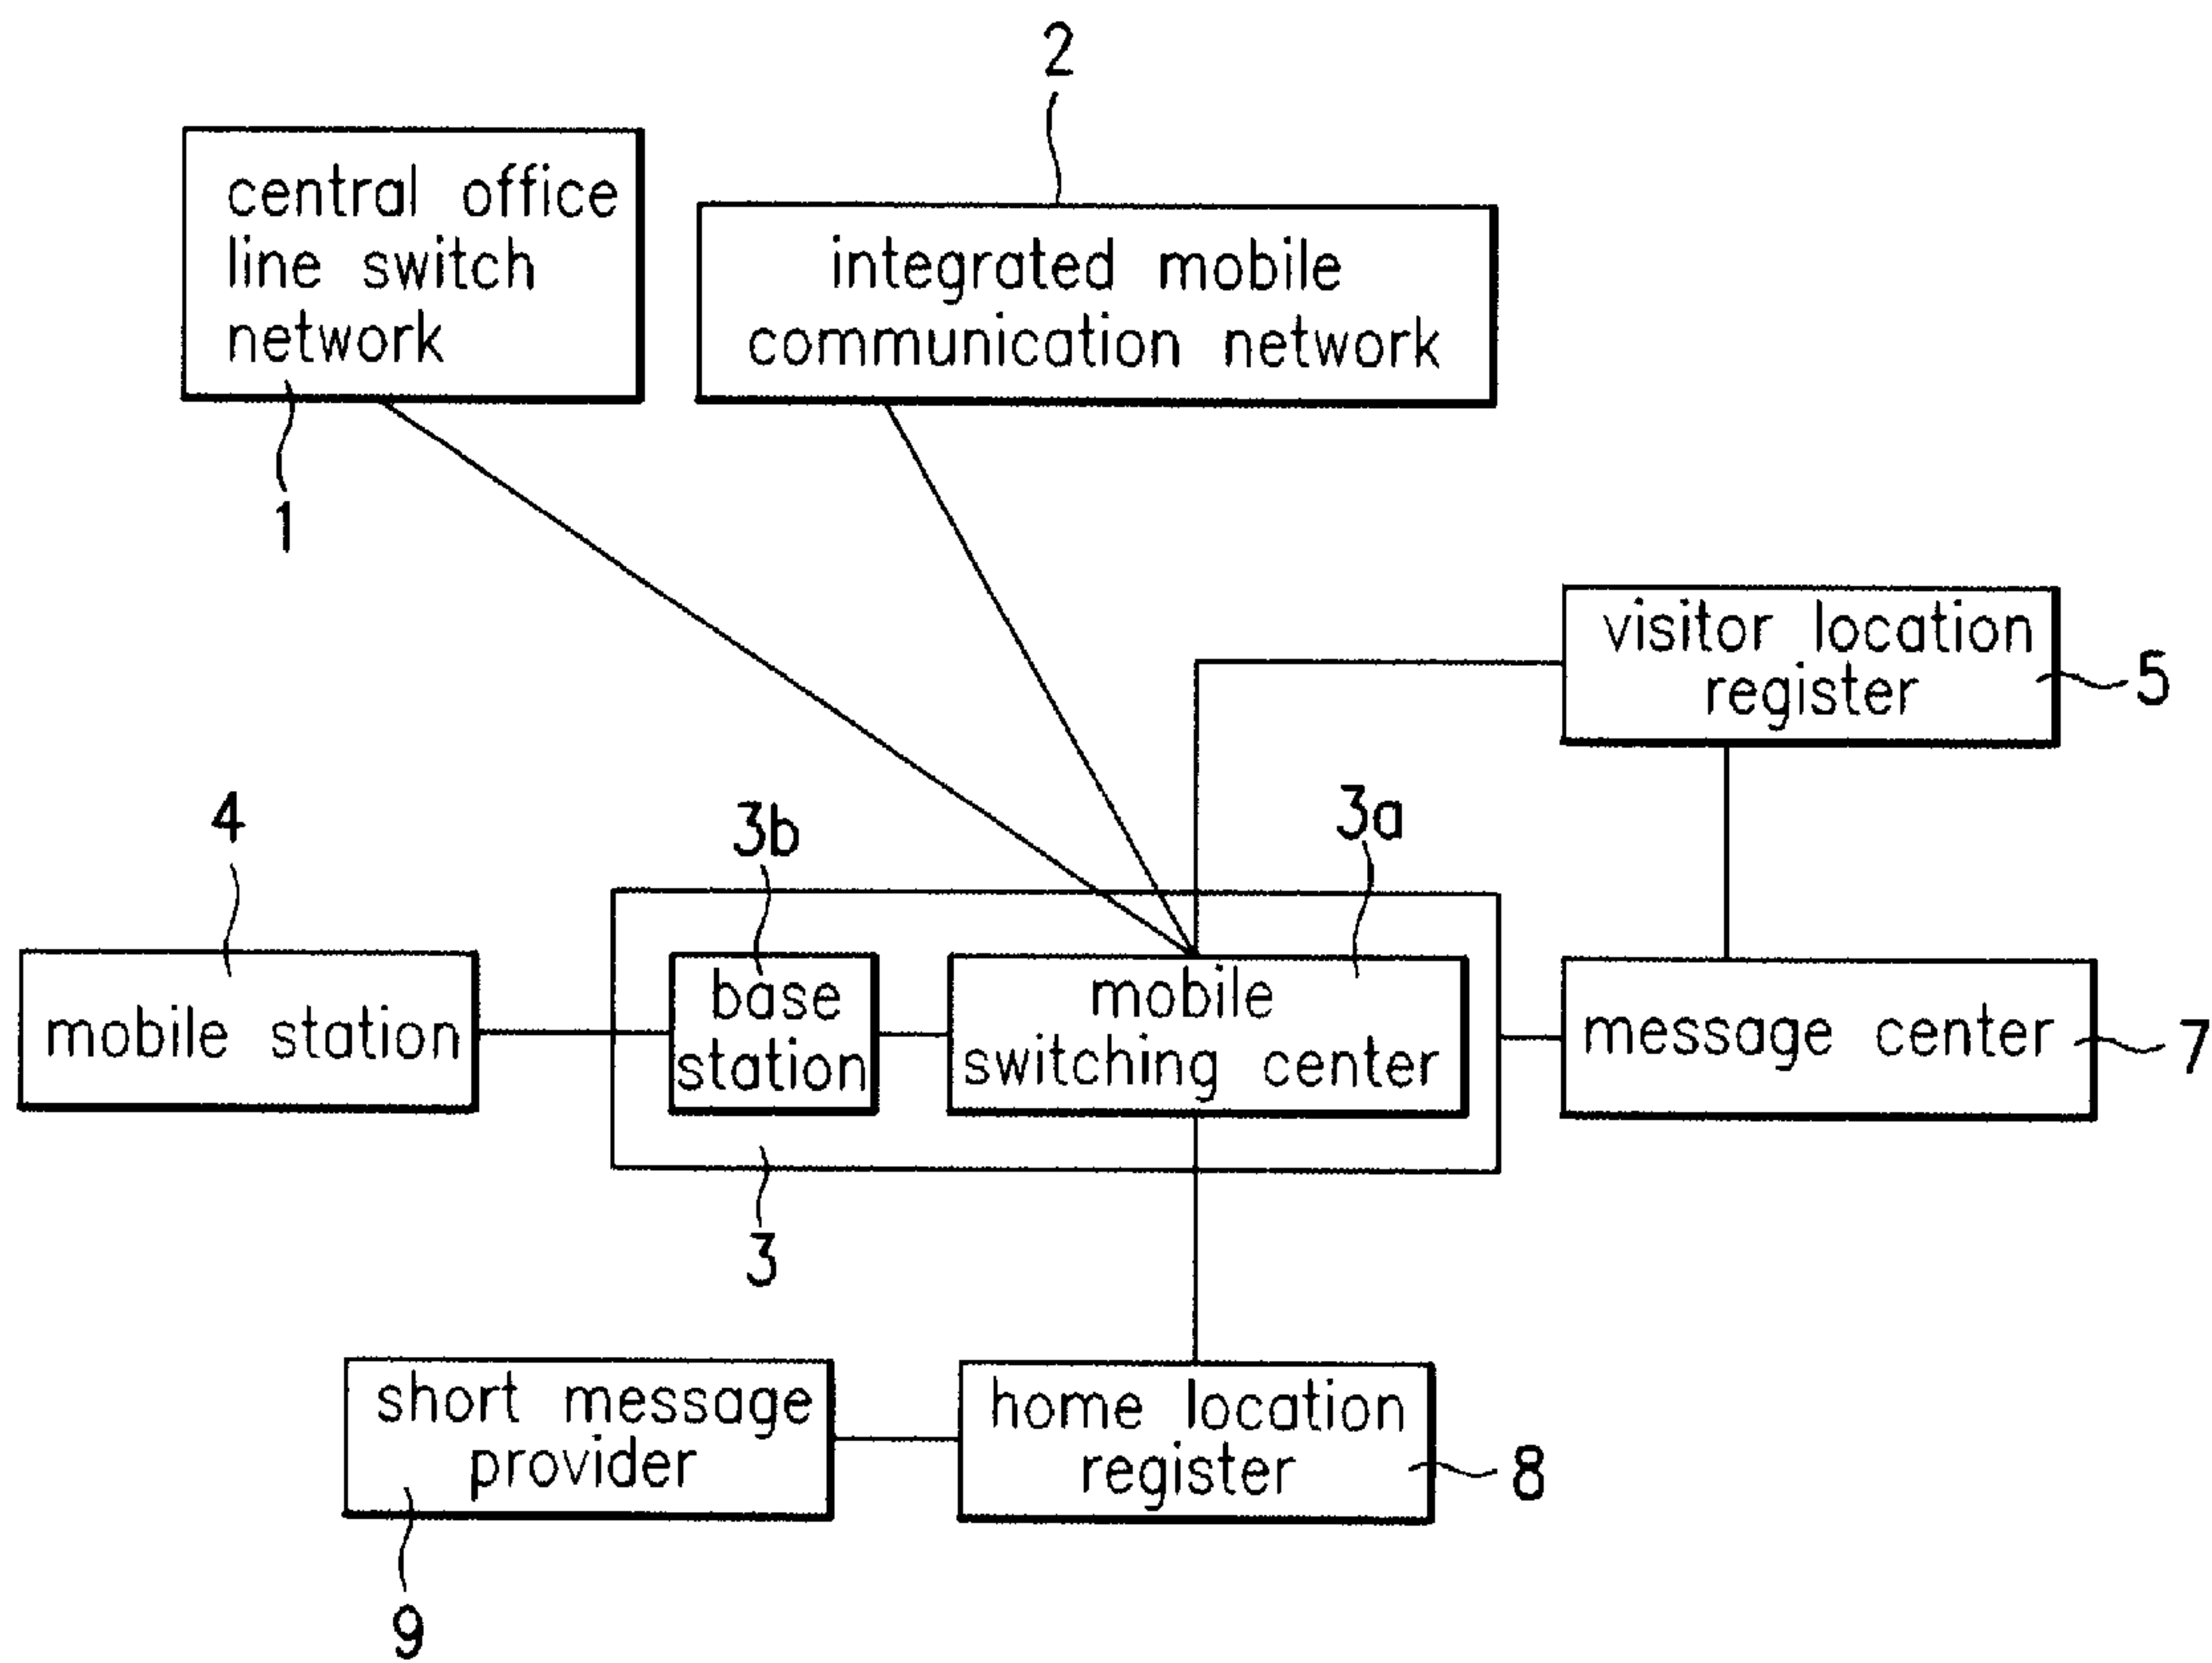 2
central office
line switch
network
integrated mobile
communication network
1
visitor location
register
5
4
3b
3a
mobile station
base
station
mobile
switching center
message center
7
3
short message
provider
home location
register
8
9